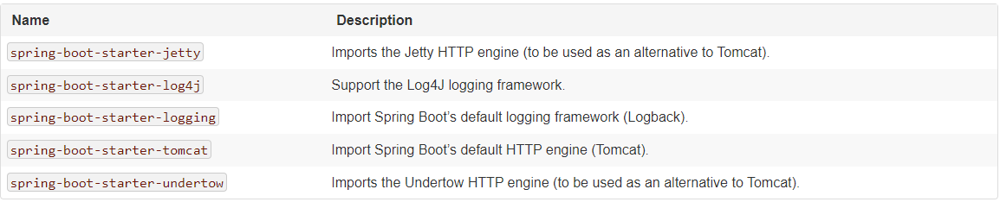 Name Description
spring-boot-starter-jetty Imports the Jetty HTTP engine (to be used as an alternative to Tomcat).
spring-boot-starter-log4j Support the Log4J logging framework.
spring-boot-starter-logging Import Spring Boot’s default logging framework (Logback).
spring-boot-starter-tomcat Import Spring Boot’s default HTTP engine (Tomcat).
spring-boot-starter-undertow Imports the Undertow HTTP engine (to be used as an alternative to Tomcat).